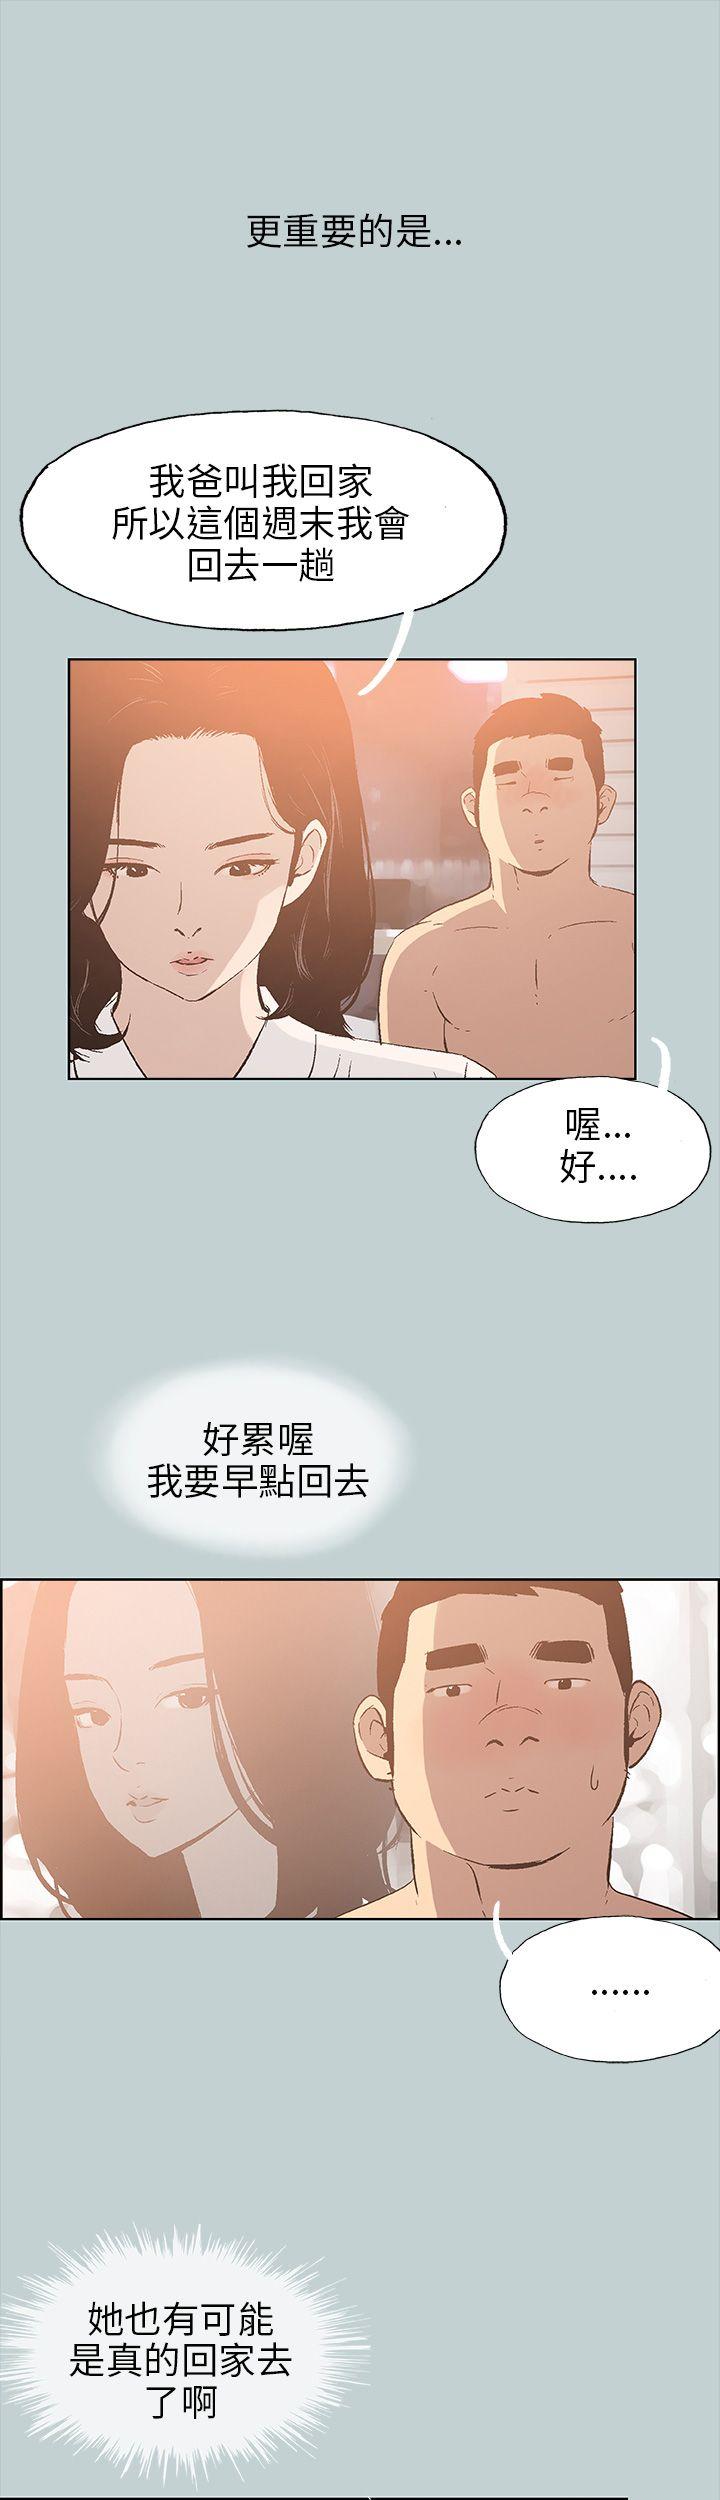 更重要的是...
我爸叫我回家
所以這個週末我會
回去一趟
喔...
好....
好累喔
我要早點回去
......
她也有可能
是真的回家去
了啊